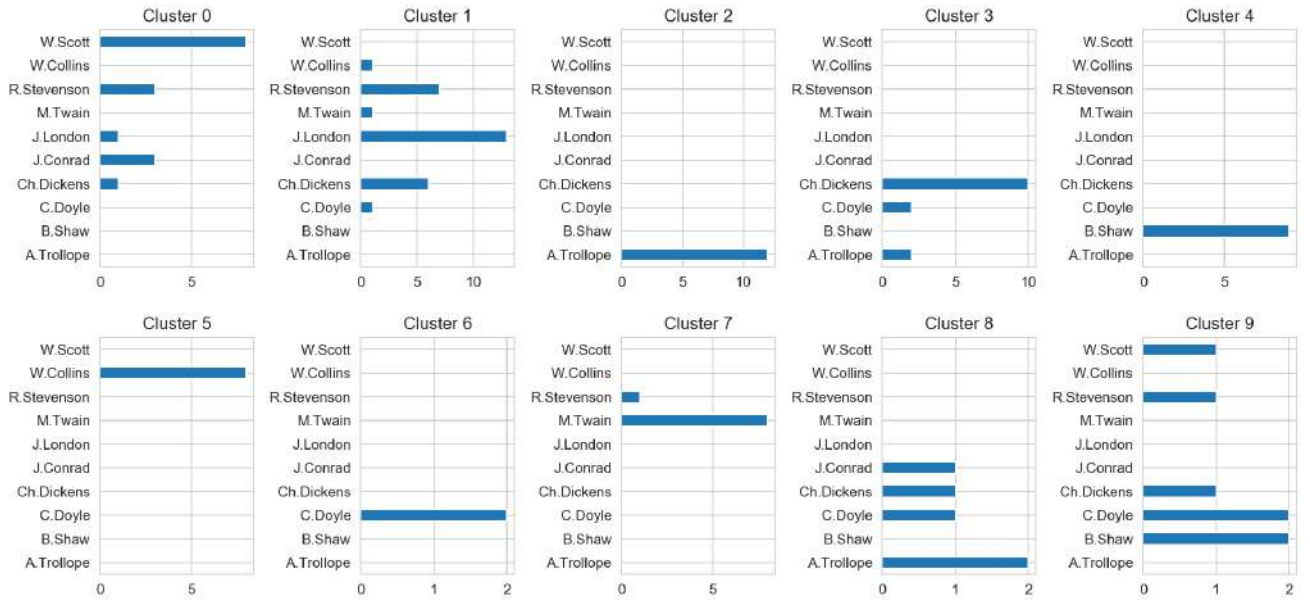 Cluster 0
W.Scott
W.Collins
R.Stevenson
M.Twain
J.London
J.Conrad
Ch.Dickens
C.Doyle
B.Shaw
A.Trollope
0 5
Cluster 1
W.Scott
W.Collins
R.Stevenson
M.Twain
J.London
J.Conrad
Ch.Dickens
C.Doyle
B.Shaw
A.Trollope
0 5 10
Cluster 2
W.Scott
W.Collins
R.Stevenson
M.Twain
J.London
J.Conrad
Ch.Dickens
C.Doyle
B.Shaw
A.Trollope
0 5 10
Cluster 3
W.Scott
W.Collins
R.Stevenson
M.Twain
J.London
J.Conrad
Ch.Dickens
C.Doyle
B.Shaw
A.Trollope
0 5 10
Cluster 4
W.Scott
W.Collins
R.Stevenson
M.Twain
J.London
J.Conrad
Ch.Dickens
C.Doyle
B.Shaw
A.Trollope
0 5
Cluster 5
W.Scott
W.Collins
R.Stevenson
M.Twain
J.London
J.Conrad
Ch.Dickens
C.Doyle
B.Shaw
A.Trollope
0 5
Cluster 6
W.Scott
W.Collins
R.Stevenson
M.Twain
J.London
J.Conrad
Ch.Dickens
C.Doyle
B.Shaw
A.Trollope
0 1 2
Cluster 7
W.Scott
W.Collins
R.Stevenson
M.Twain
J.London
J.Conrad
Ch.Dickens
C.Doyle
B.Shaw
A.Trollope
0 5
Cluster 8
W.Scott
W.Collins
R.Stevenson
M.Twain
J.London
J.Conrad
Ch.Dickens
C.Doyle
B.Shaw
A.Trollope
0 1 2
Cluster 9
W.Scott
W.Collins
R.Stevenson
M.Twain
J.London
J.Conrad
Ch.Dickens
C.Doyle
B.Shaw
A.Trollope
0 1 2